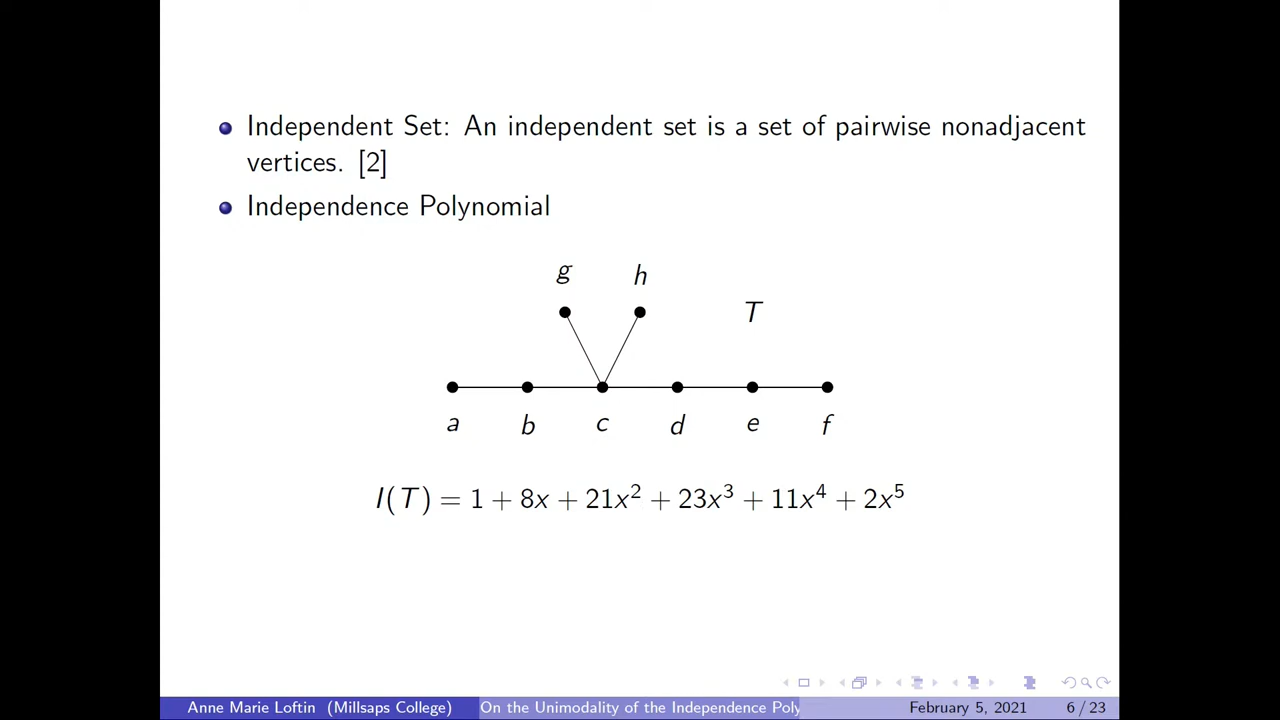 Independent Set: An independent set is a set of pairwise nonadjacent
vertices. [2]
Independence Polynomial
g h
T
a b c d e f
I(T) = 1 + 8x + 21x² + 23x³ + 11x⁴ + 2x⁵
Anne Marie Loftin (Millsaps College) On the Unimodality of the Independence Poly February 5, 2021 6 / 23